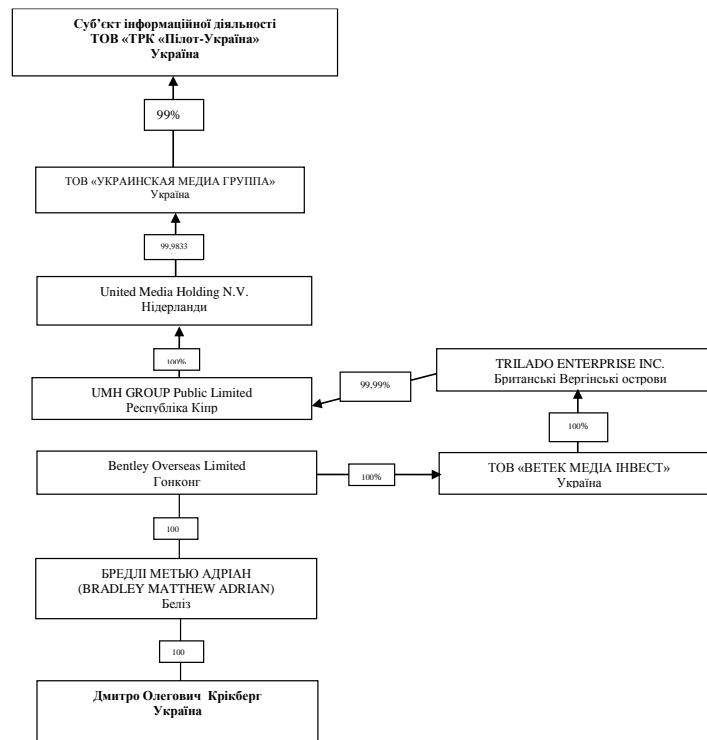 Суб’єкт інформаційної діяльності
ТОВ «ТРК «Пілот-Україна»
Україна
99%
ТОВ «УКРАИНСКАЯ МЕДИА ГРУППА»
Україна
99,9833
United Media Holding N.V.
Нідерланди
100%
UMH GROUP Public Limited
Республіка Кіпр
99,99%
TRILADO ENTERPRISE INC.
Британські Вергінські острови
100%
ТОВ «ВЕТЕК МЕДІА ІНВЕСТ»
Україна
100%
Bentley Overseas Limited
Гонконг
100
БРЕДЛІ МЕТЬЮ АДРІАН
(BRADLEY MATTHEW ADRIAN)
Беліз
100
Дмитро Олегович Крікберг
Україна